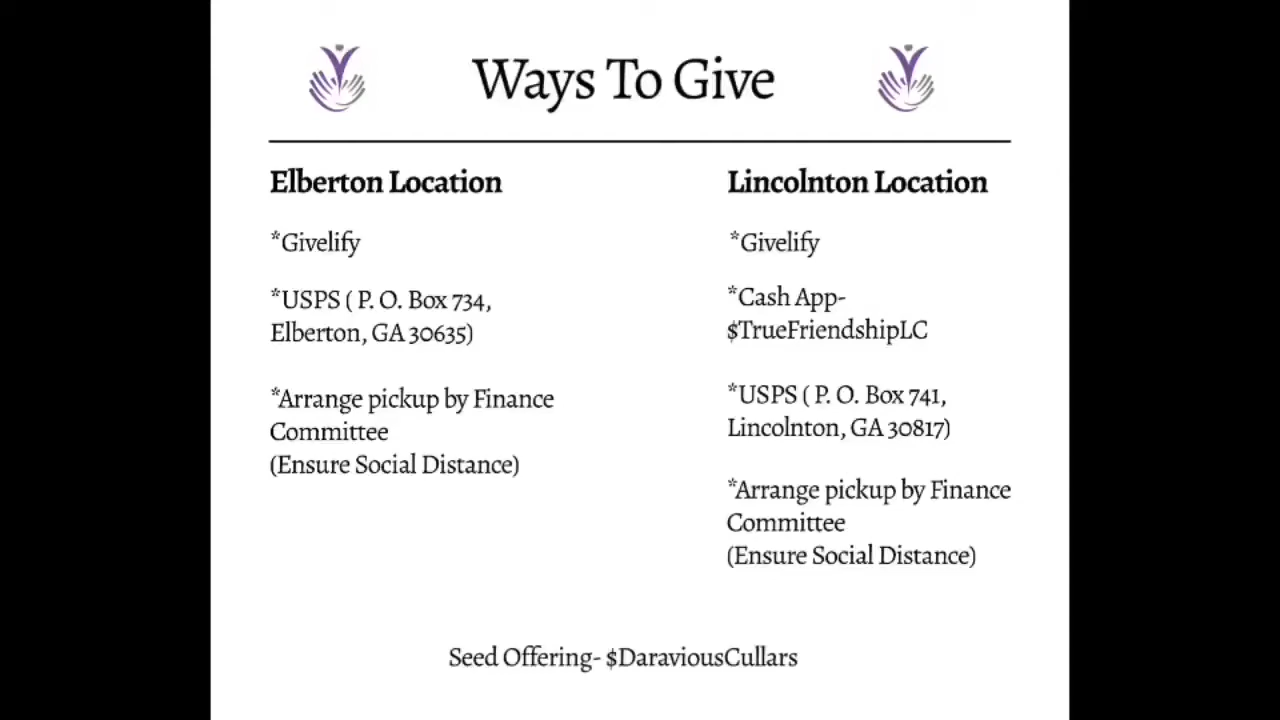 Ways To Give
Elberton Location
*Givelify
*USPS ( P. O. Box 734,
Elberton, GA 30635)
*Arrange pickup by Finance
Committee
(Ensure Social Distance)
Lincolnton Location
*Givelify
*Cash App-
$TrueFriendshipLC
*USPS ( P. O. Box 741,
Lincolnton, GA 30817)
*Arrange pickup by Finance
Committee
(Ensure Social Distance)
Seed Offering- $DaraviousCullars